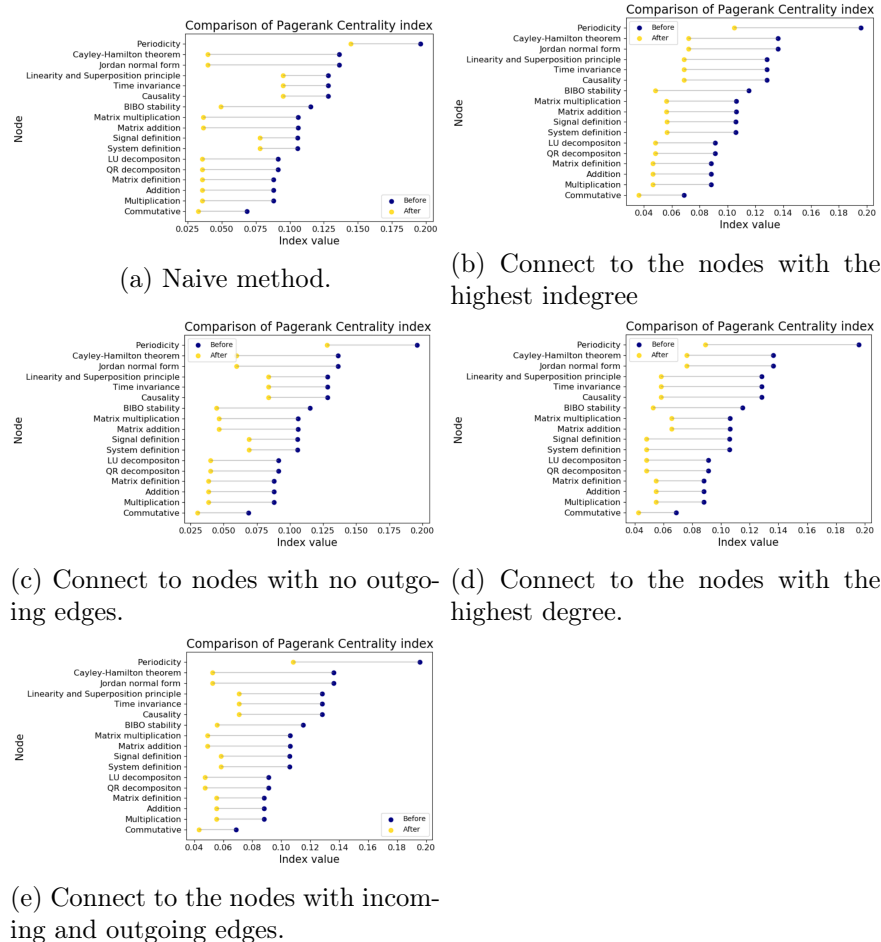 Comparison of Pagerank Centrality index
Node
Periodicity
Cayley-Hamilton theorem
Jordan normal form
Linearity and Superposition principle
Time invariance
Causality
BIBO stability
Matrix multiplication
Matrix addition
Signal definition
System definition
LU decompositon
QR decompositon
Matrix definition
Addition
Multiplication
Commutative
Before
After
0.025 0.050 0.075 0.100 0.125 0.150 0.175 0.200
Index value
(a) Naive method.
Comparison of Pagerank Centrality index
Node
Periodicity
Cayley-Hamilton theorem
Jordan normal form
Linearity and Superposition principle
Time invariance
Causality
BIBO stability
Matrix multiplication
Matrix addition
Signal definition
System definition
LU decompositon
QR decompositon
Matrix definition
Addition
Multiplication
Commutative
Before
After
0.04 0.06 0.08 0.10 0.12 0.14 0.16 0.18 0.20
Index value
(b) Connect to the nodes with the
highest indegree
Comparison of Pagerank Centrality index
Node
Periodicity
Cayley-Hamilton theorem
Jordan normal form
Linearity and Superposition principle
Time invariance
Causality
BIBO stability
Matrix multiplication
Matrix addition
Signal definition
System definition
LU decompositon
QR decompositon
Matrix definition
Addition
Multiplication
Commutative
Before
After
0.025 0.050 0.075 0.100 0.125 0.150 0.175 0.200
Index value
(c) Connect to nodes with no outgo-
ing edges.
Comparison of Pagerank Centrality index
Node
Periodicity
Cayley-Hamilton theorem
Jordan normal form
Linearity and Superposition principle
Time invariance
Causality
BIBO stability
Matrix multiplication
Matrix addition
Signal definition
System definition
LU decompositon
QR decompositon
Matrix definition
Addition
Multiplication
Commutative
Before
After
0.04 0.06 0.08 0.10 0.12 0.14 0.16 0.18 0.20
Index value
(d) Connect to the nodes with the
highest degree.
Comparison of Pagerank Centrality index
Node
Periodicity
Cayley-Hamilton theorem
Jordan normal form
Linearity and Superposition principle
Time invariance
Causality
BIBO stability
Matrix multiplication
Matrix addition
Signal definition
System definition
LU decompositon
QR decompositon
Matrix definition
Addition
Multiplication
Commutative
Before
After
0.04 0.06 0.08 0.10 0.12 0.14 0.16 0.18 0.20
Index value
(e) Connect to the nodes with incom-
ing and outgoing edges.